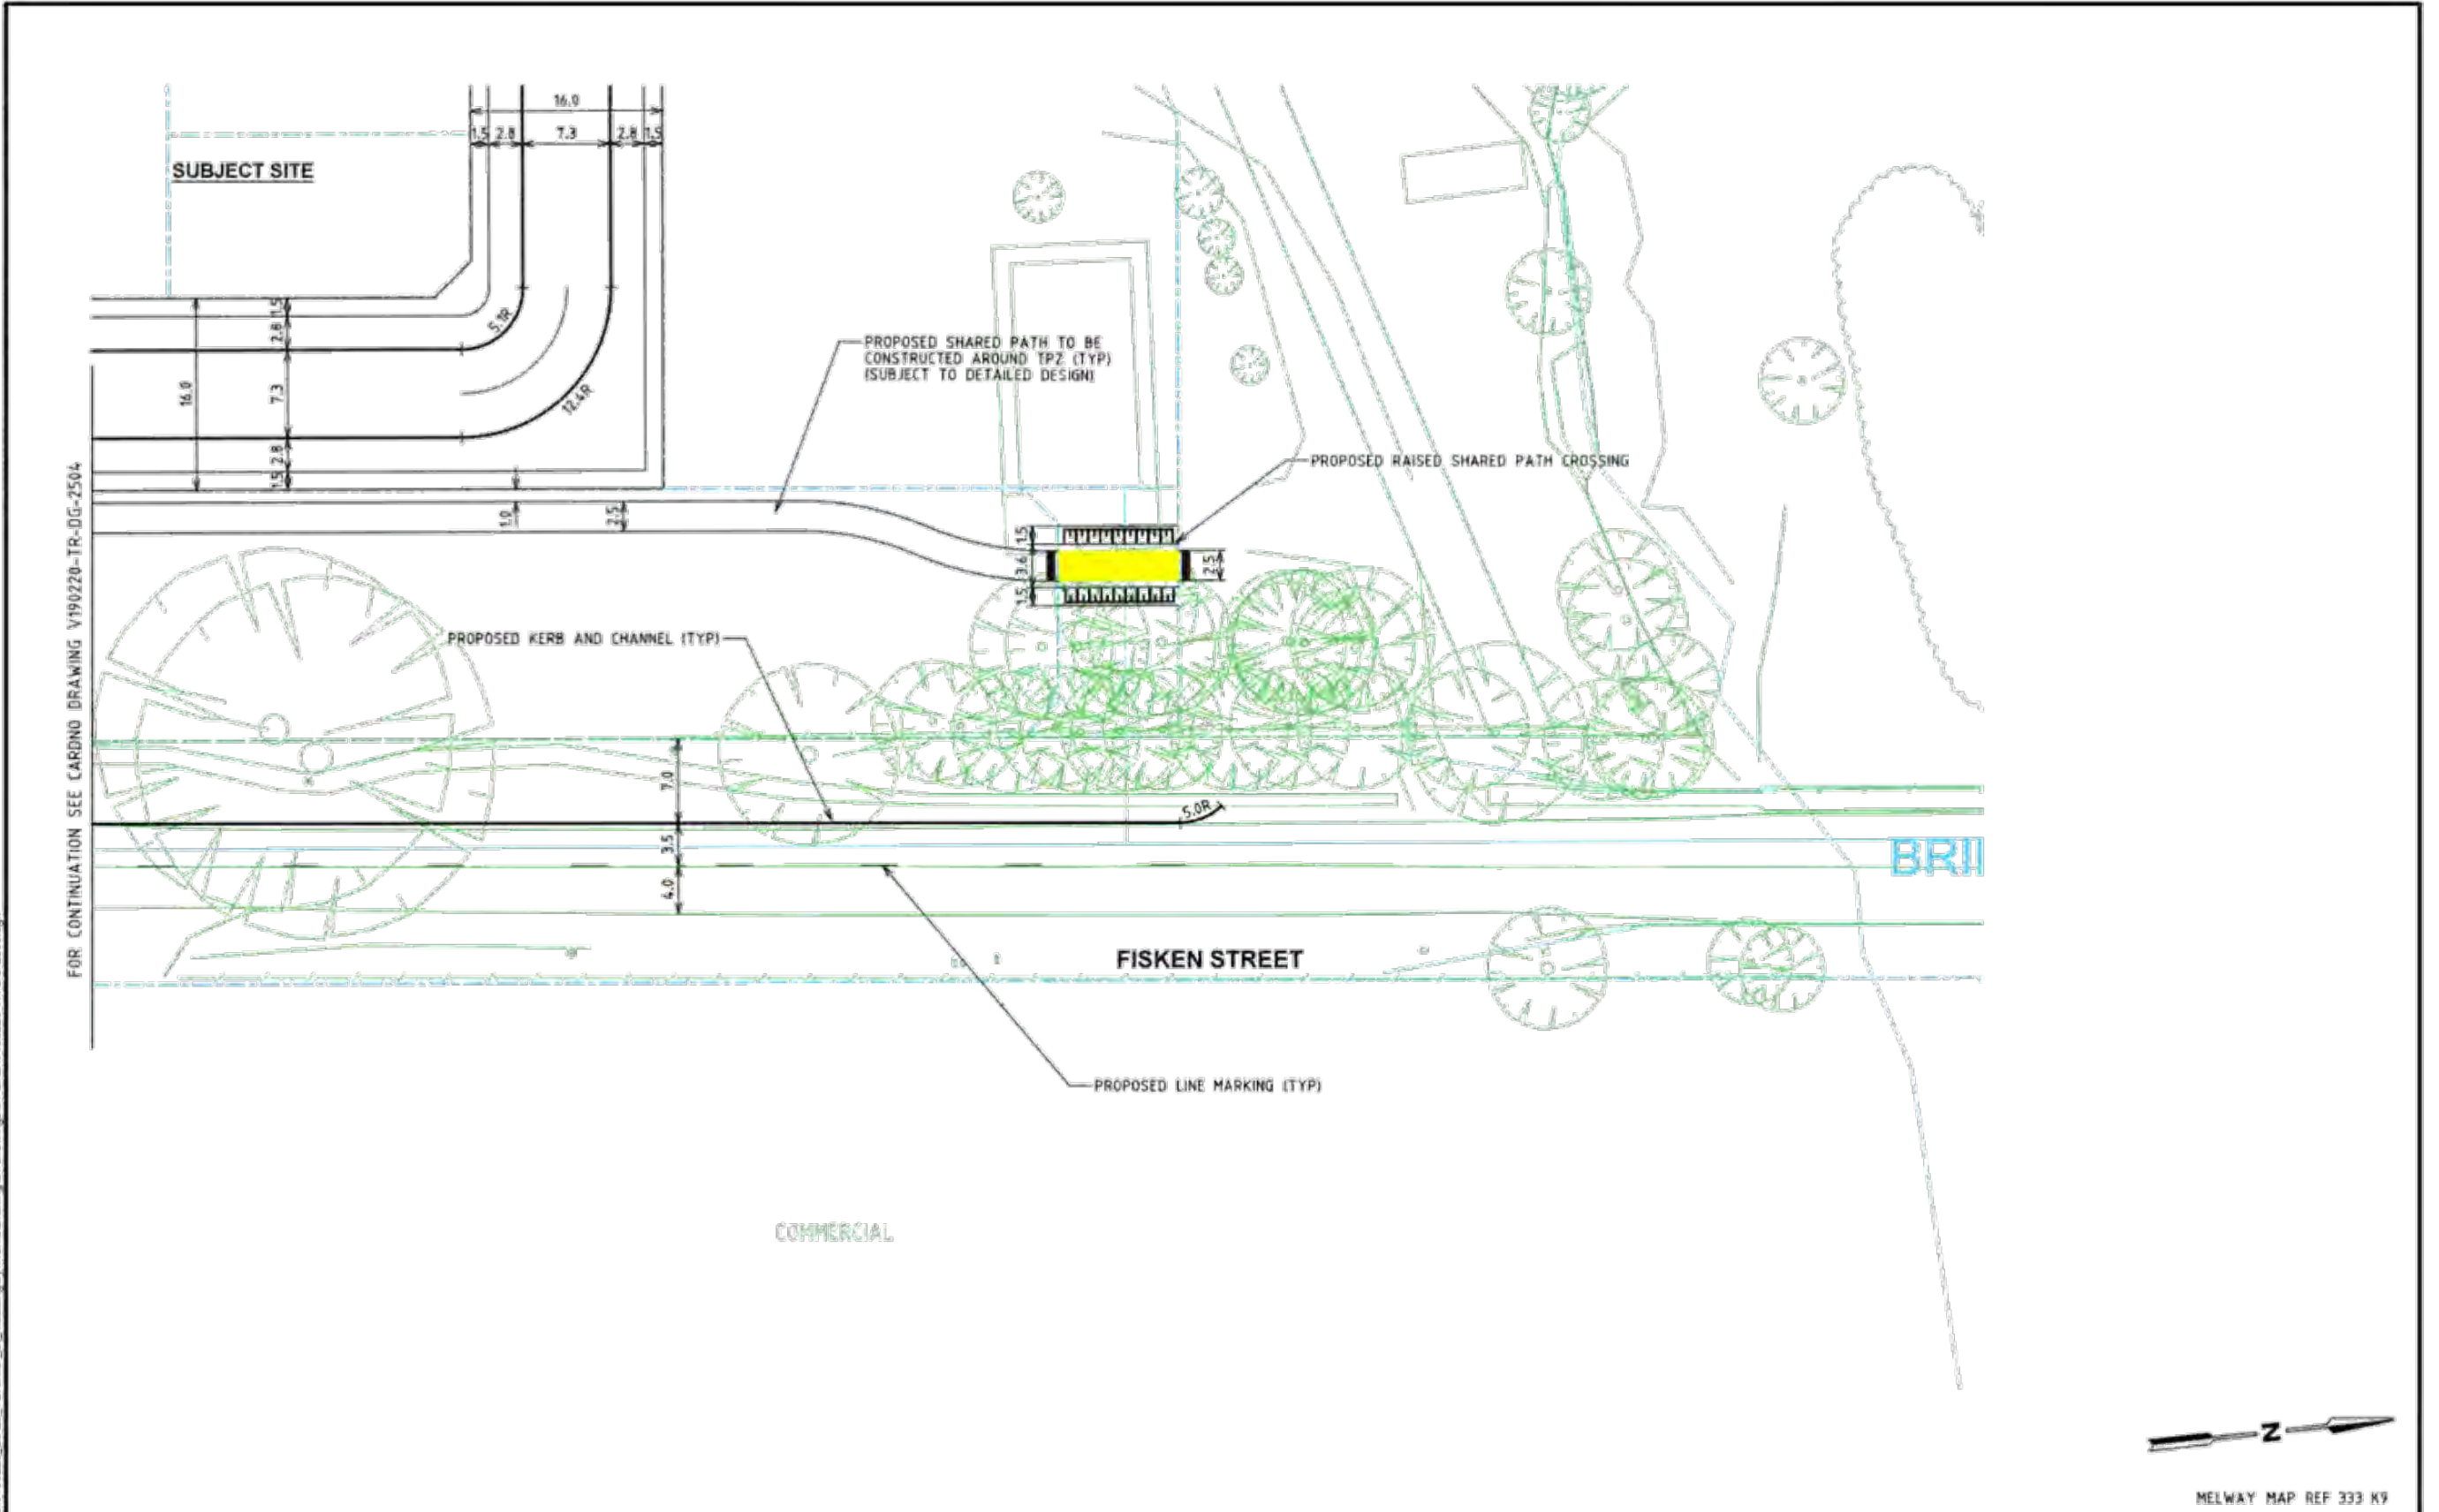 16.0
1.5 2.8 7.3 2.8 1.5
SUBJECT SITE
1.5
2.8
5.1R
16.0
7.3
12.4R
2.8
1.5
PROPOSED SHARED PATH TO BE
CONSTRUCTED AROUND TPZ (TYP)
(SUBJECT TO DETAILED DESIGN)
PROPOSED RAISED SHARED PATH CROSSING
1.0
2.5
1.5
3.6
1.5
2.5
FOR CONTINUATION SEE CARDNO DRAWING V190220-TR-DG-2504
PROPOSED KERB AND CHANNEL (TYP)
7.0
5.0R
3.5
4.0
BRI
FISKEN STREET
PROPOSED LINE MARKING (TYP)
COMMERCIAL
N
MELWAY MAP REF 333 K9